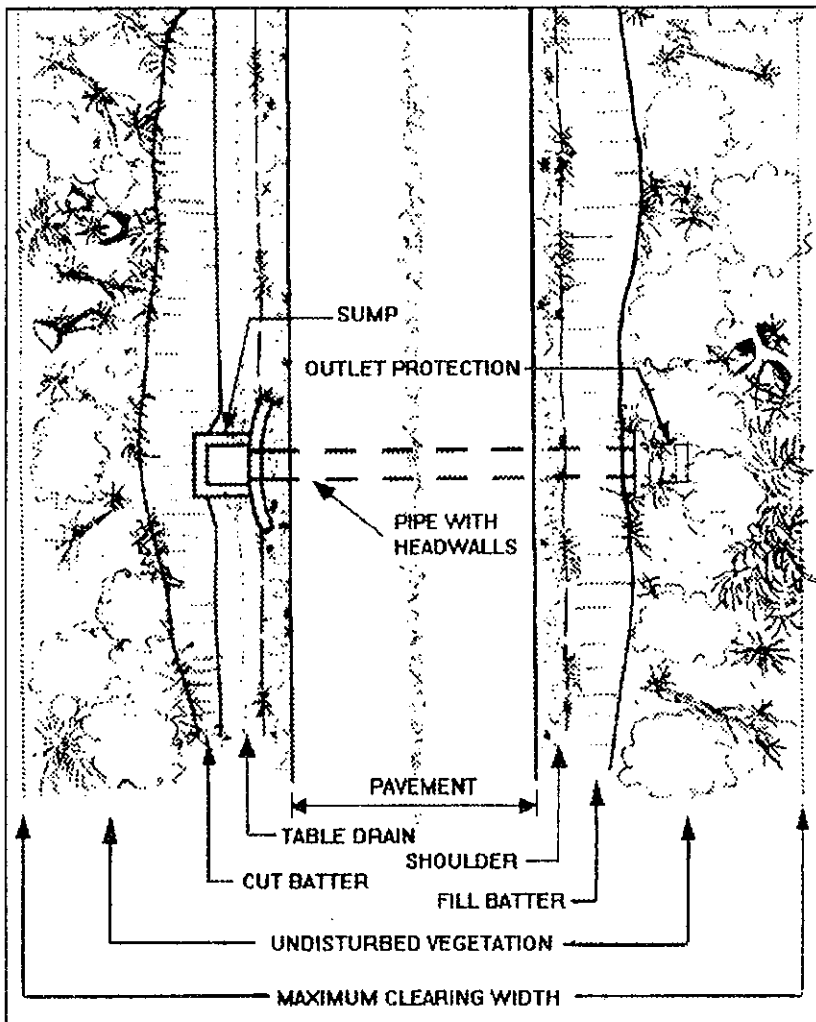 SUMP
OUTLET PROTECTION
PIPE WITH
HEADWALLS
PAVEMENT
TABLE DRAIN
SHOULDER
CUT BATTER
FILL BATTER
UNDISTURBED VEGETATION
MAXIMUM CLEARING WIDTH